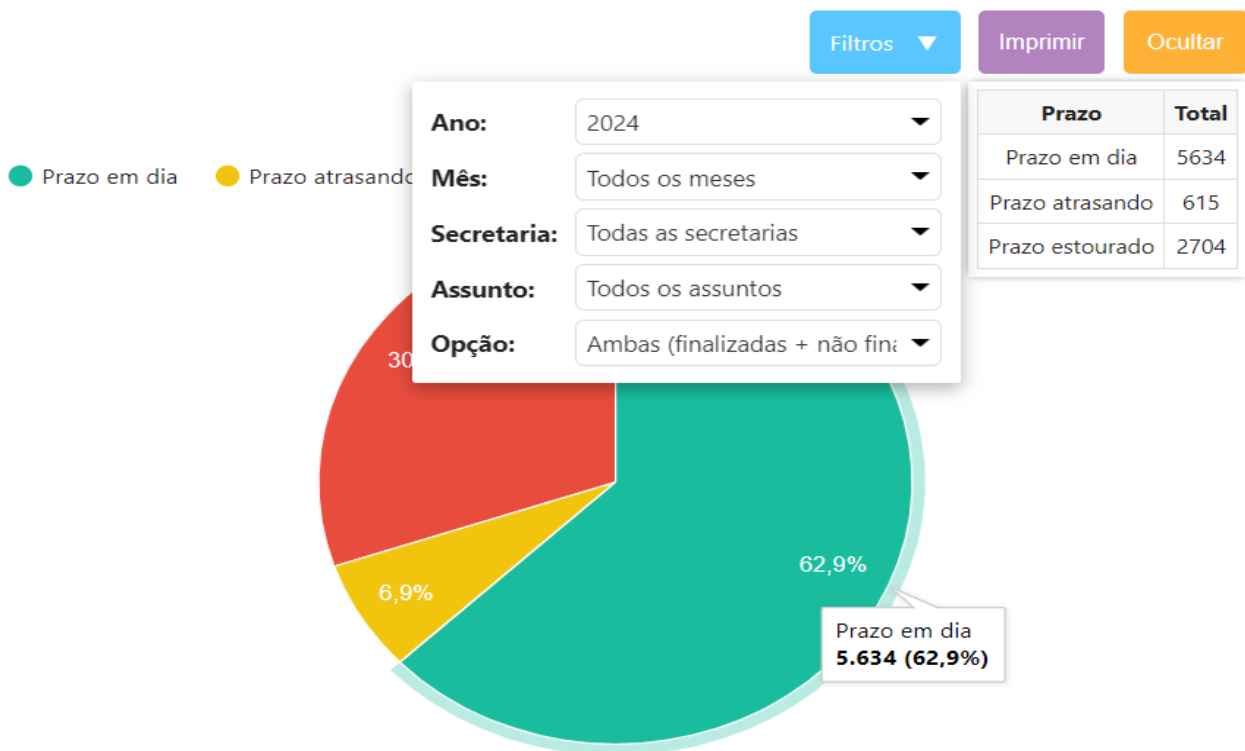 Filtros ▼ Imprimir Ocultar
Ano: 2024
Mês: Todos os meses
Secretaria: Todas as secretarias
Assunto: Todos os assuntos
Opção: Ambas (finalizadas + não
Prazo Total
Prazo em dia 5634
Prazo atrasando 615
Prazo estourado 2704
Prazo em dia Prazo atrasando
30
62,9%
6,9%
Prazo em dia
5.634 (62,9%)